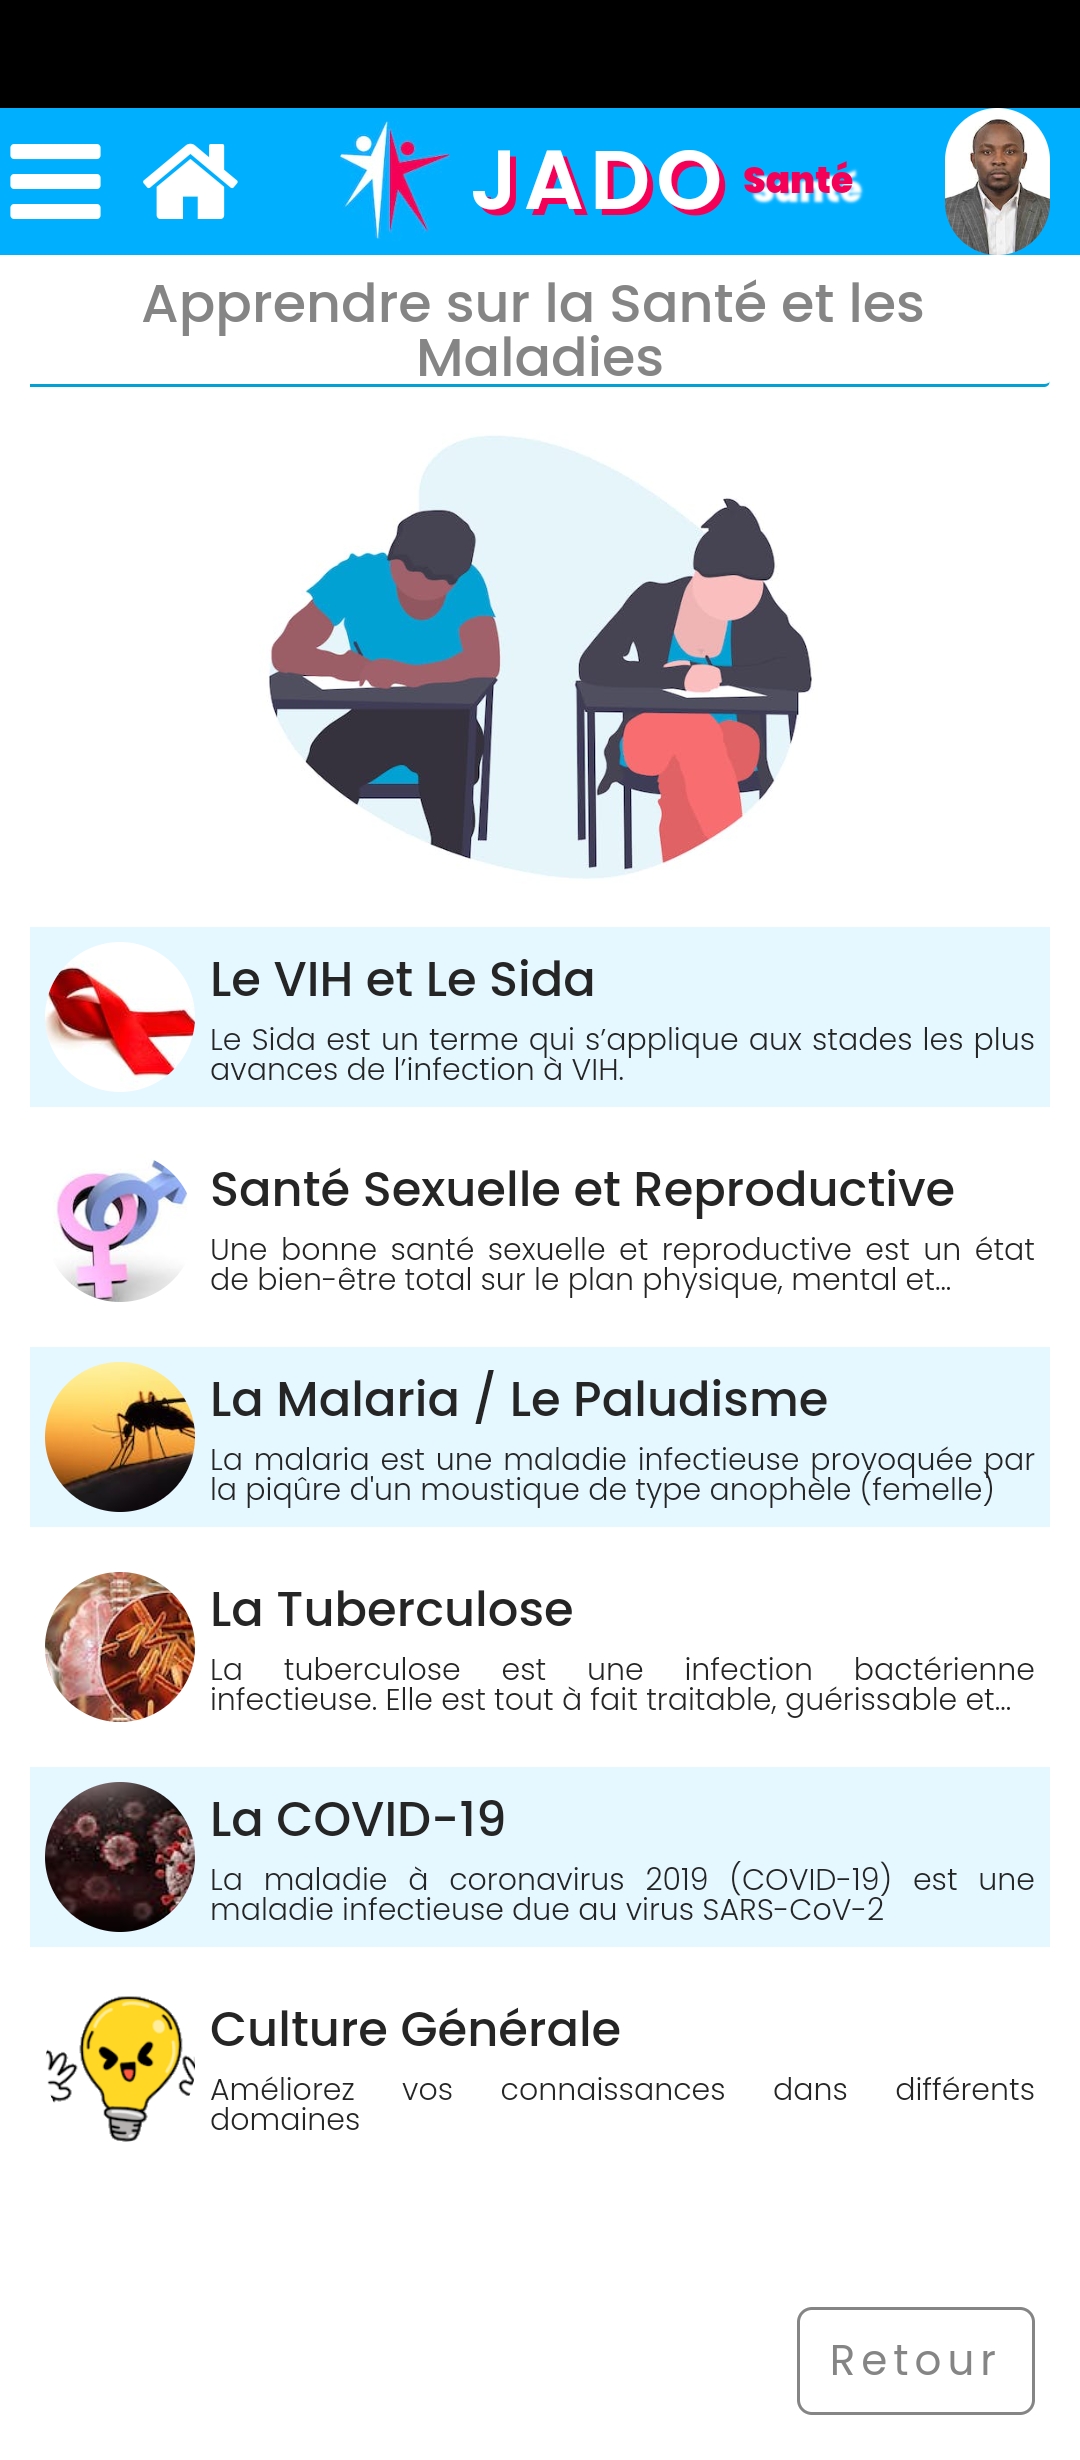 JADO Santé
Apprendre sur la Santé et les
Maladies
Le VIH et Le Sida
Le Sida est un terme qui s’applique aux stades les plus
avances de l’infection à VIH.
Santé Sexuelle et Reproductive
Une bonne santé sexuelle et reproductive est un état
de bien-être total sur le plan physique, mental et...
La Malaria / Le Paludisme
La malaria est une maladie infectieuse provoquée par
la piqûre d'un moustique de type anophèle (femelle)
La Tuberculose
La tuberculose est une infection bactérienne
infectieuse. Elle est tout à fait traitable, guérissable et...
La COVID-19
La maladie à coronavirus 2019 (COVID-19) est une
maladie infectieuse due au virus SARS-CoV-2
Culture Générale
Améliorez vos connaissances dans différents
domaines
Retour